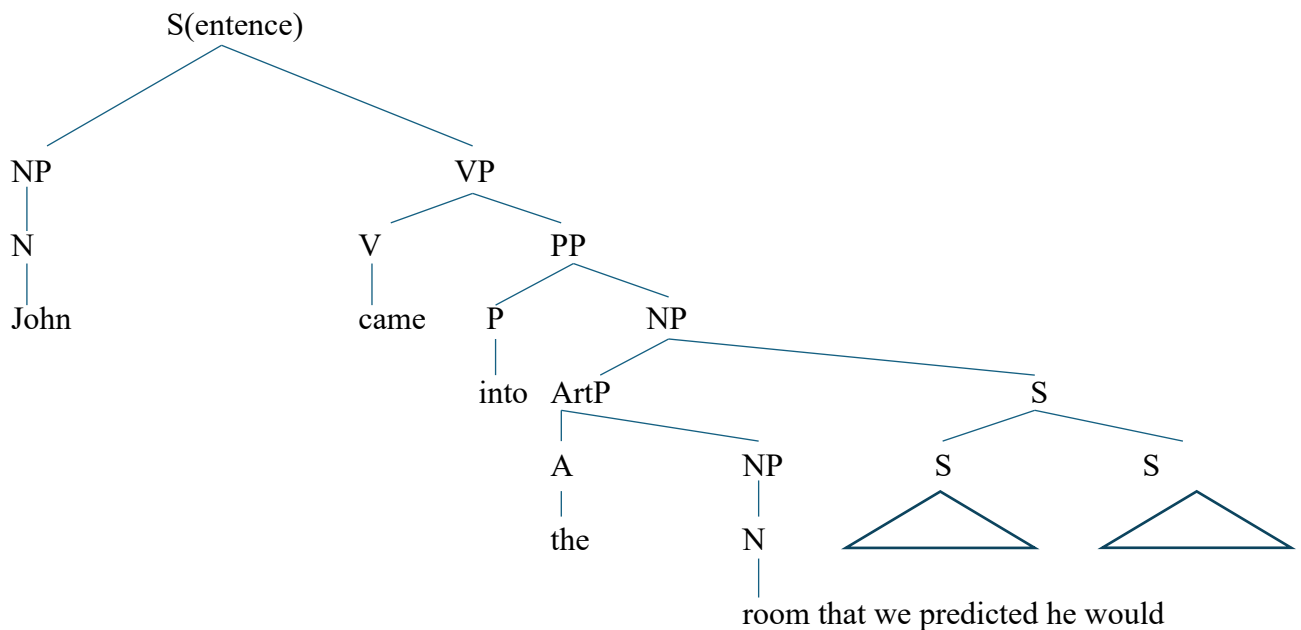 S(entence)
NP VP
N V PP
John came P NP
into ArtP S
A NP S S
the N
room that we predicted he would